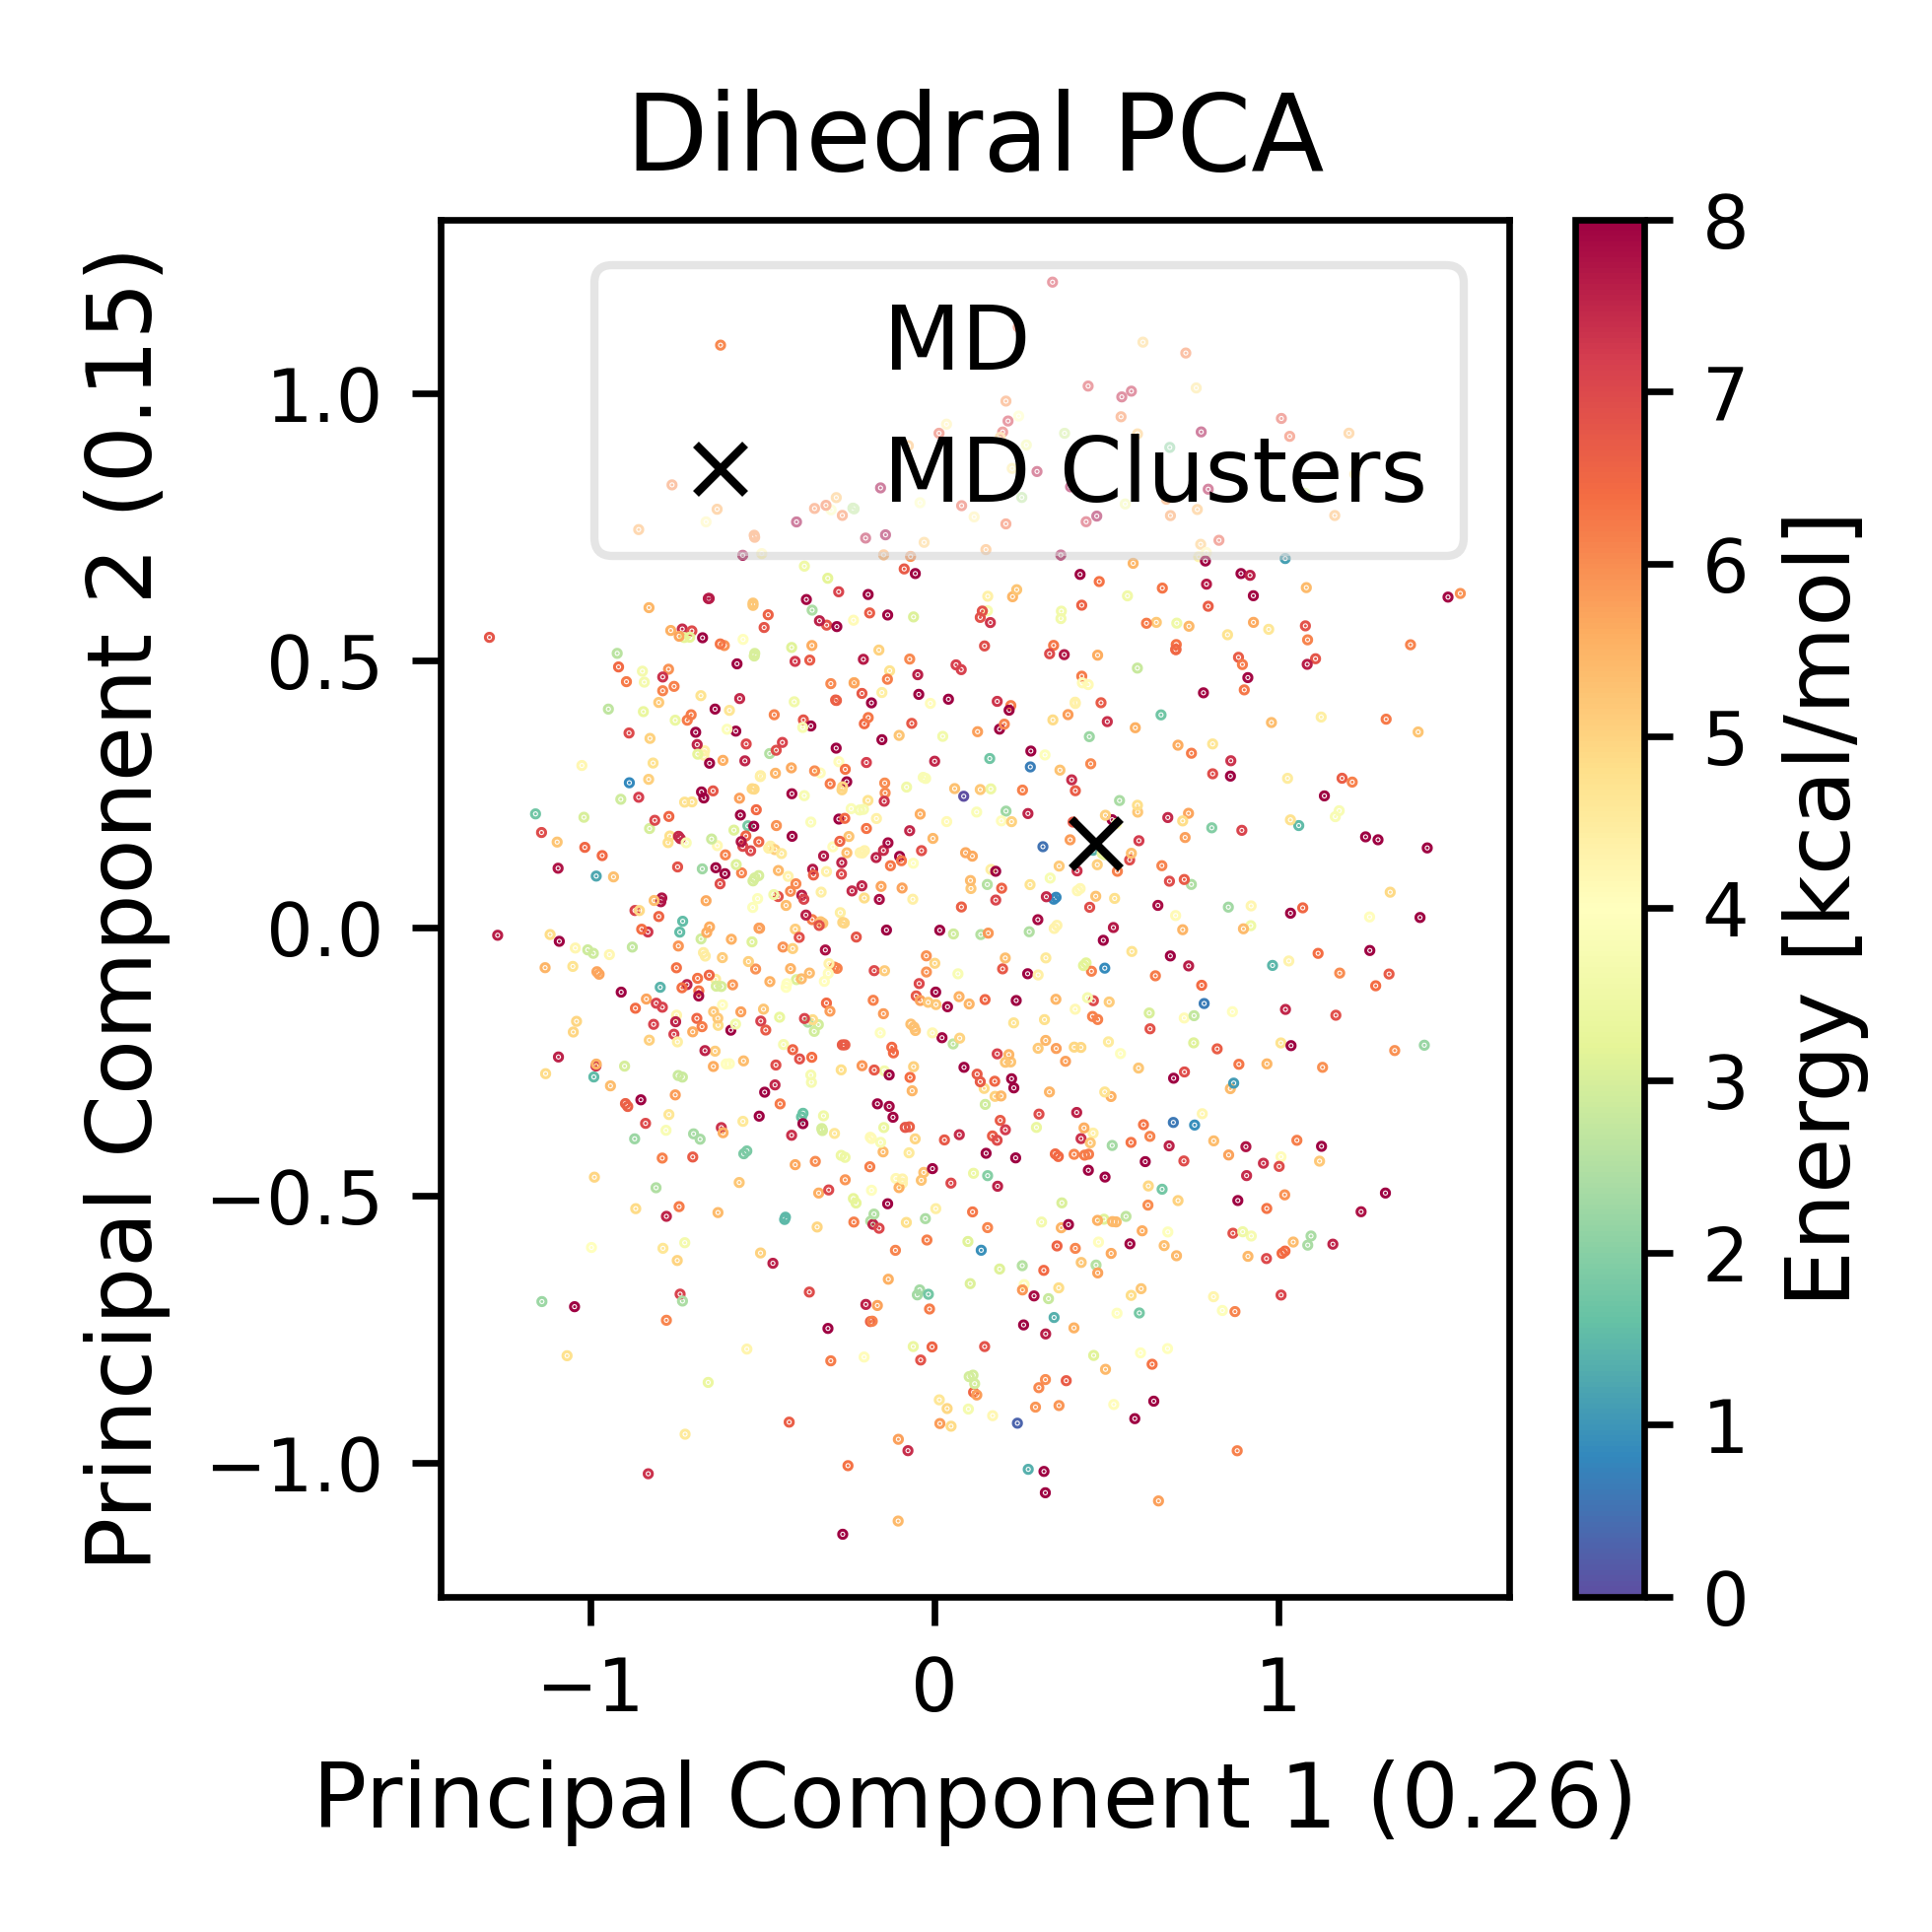 Dihedral PCA
MD
MD Clusters
Principal Component 2 (0.15)
1.0
0.5
0.0
−0.5
−1.0
−1
0
1
Principal Component 1 (0.26)
8
7
6
5
4
3
2
1
0
Energy [kcal/mol]